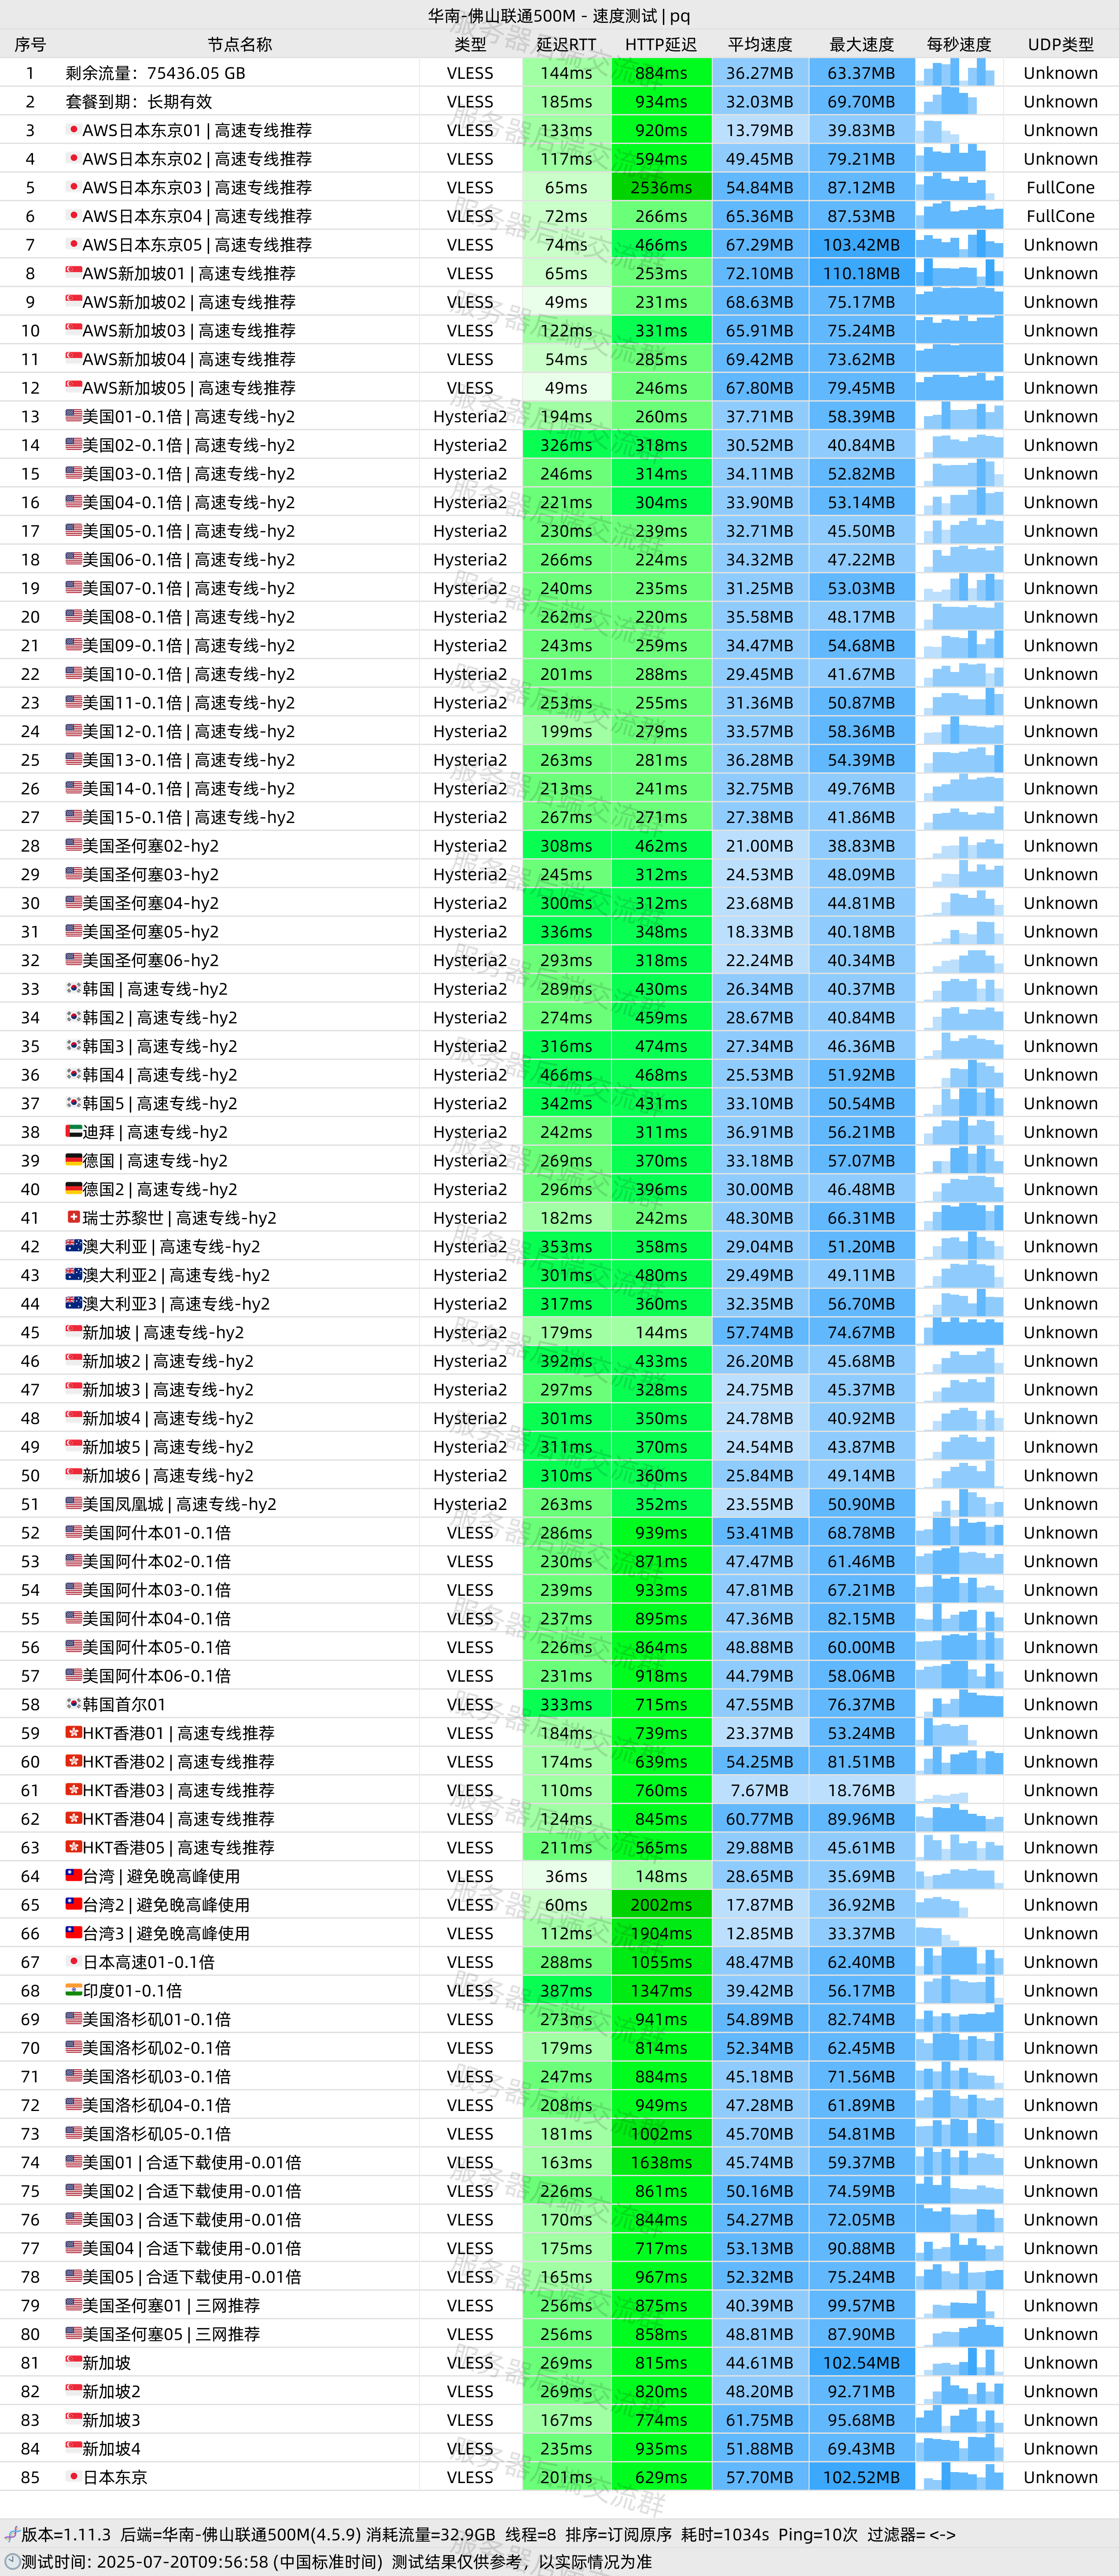 华南-佛山联通500M - 速度测试 | pq
序号 节点名称 类型 延迟RTT HTTP延迟 平均速度 最大速度 每秒速度 UDP类型
1 剩余流量：75436.05 GB VLESS 144ms 884ms 36.27MB 63.37MB Unknown
2 套餐到期：长期有效 VLESS 185ms 934ms 32.03MB 69.70MB Unknown
3 AWS日本东京01 | 高速专线推荐 VLESS 133ms 920ms 13.79MB 39.83MB Unknown
4 AWS日本东京02 | 高速专线推荐 VLESS 117ms 594ms 49.45MB 79.21MB Unknown
5 AWS日本东京03 | 高速专线推荐 VLESS 65ms 2536ms 54.84MB 87.12MB FullCone
6 AWS日本东京04 | 高速专线推荐 VLESS 72ms 266ms 65.36MB 87.53MB FullCone
7 AWS日本东京05 | 高速专线推荐 VLESS 74ms 466ms 67.29MB 103.42MB Unknown
8 AWS新加坡01 | 高速专线推荐 VLESS 65ms 253ms 72.10MB 110.18MB Unknown
9 AWS新加坡02 | 高速专线推荐 VLESS 49ms 231ms 68.63MB 75.17MB Unknown
10 AWS新加坡03 | 高速专线推荐 VLESS 122ms 331ms 65.91MB 75.24MB Unknown
11 AWS新加坡04 | 高速专线推荐 VLESS 54ms 285ms 69.42MB 73.62MB Unknown
12 AWS新加坡05 | 高速专线推荐 VLESS 49ms 246ms 67.80MB 79.45MB Unknown
13 美国01-0.1倍 | 高速专线-hy2 Hysteria2 194ms 260ms 37.71MB 58.39MB Unknown
14 美国02-0.1倍 | 高速专线-hy2 Hysteria2 326ms 318ms 30.52MB 40.84MB Unknown
15 美国03-0.1倍 | 高速专线-hy2 Hysteria2 246ms 314ms 34.11MB 52.82MB Unknown
16 美国04-0.1倍 | 高速专线-hy2 Hysteria2 221ms 304ms 33.90MB 53.14MB Unknown
17 美国05-0.1倍 | 高速专线-hy2 Hysteria2 230ms 239ms 32.71MB 45.50MB Unknown
18 美国06-0.1倍 | 高速专线-hy2 Hysteria2 266ms 224ms 34.32MB 47.22MB Unknown
19 美国07-0.1倍 | 高速专线-hy2 Hysteria2 240ms 235ms 31.25MB 53.03MB Unknown
20 美国08-0.1倍 | 高速专线-hy2 Hysteria2 262ms 220ms 35.58MB 48.17MB Unknown
21 美国09-0.1倍 | 高速专线-hy2 Hysteria2 243ms 259ms 34.47MB 54.68MB Unknown
22 美国10-0.1倍 | 高速专线-hy2 Hysteria2 201ms 288ms 29.45MB 41.67MB Unknown
23 美国11-0.1倍 | 高速专线-hy2 Hysteria2 253ms 255ms 31.36MB 50.87MB Unknown
24 美国12-0.1倍 | 高速专线-hy2 Hysteria2 199ms 279ms 33.57MB 58.36MB Unknown
25 美国13-0.1倍 | 高速专线-hy2 Hysteria2 263ms 281ms 36.28MB 54.39MB Unknown
26 美国14-0.1倍 | 高速专线-hy2 Hysteria2 213ms 241ms 32.75MB 49.76MB Unknown
27 美国15-0.1倍 | 高速专线-hy2 Hysteria2 267ms 271ms 27.38MB 41.86MB Unknown
28 美国圣何塞02-hy2 Hysteria2 308ms 462ms 21.00MB 38.83MB Unknown
29 美国圣何塞03-hy2 Hysteria2 245ms 312ms 24.53MB 48.09MB Unknown
30 美国圣何塞04-hy2 Hysteria2 300ms 312ms 23.68MB 44.81MB Unknown
31 美国圣何塞05-hy2 Hysteria2 336ms 348ms 18.33MB 40.18MB Unknown
32 美国圣何塞06-hy2 Hysteria2 293ms 318ms 22.24MB 40.34MB Unknown
33 韩国 | 高速专线-hy2 Hysteria2 289ms 430ms 26.34MB 40.37MB Unknown
34 韩国2 | 高速专线-hy2 Hysteria2 274ms 459ms 28.67MB 40.84MB Unknown
35 韩国3 | 高速专线-hy2 Hysteria2 316ms 474ms 27.34MB 46.36MB Unknown
36 韩国4 | 高速专线-hy2 Hysteria2 466ms 468ms 25.53MB 51.92MB Unknown
37 韩国5 | 高速专线-hy2 Hysteria2 342ms 431ms 33.10MB 50.54MB Unknown
38 迪拜 | 高速专线-hy2 Hysteria2 242ms 311ms 36.91MB 56.21MB Unknown
39 德国 | 高速专线-hy2 Hysteria2 269ms 370ms 33.18MB 57.07MB Unknown
40 德国2 | 高速专线-hy2 Hysteria2 296ms 396ms 30.00MB 46.48MB Unknown
41 瑞士苏黎世 | 高速专线-hy2 Hysteria2 182ms 242ms 48.30MB 66.31MB Unknown
42 澳大利亚 | 高速专线-hy2 Hysteria2 353ms 358ms 29.04MB 51.20MB Unknown
43 澳大利亚2 | 高速专线-hy2 Hysteria2 301ms 480ms 29.49MB 49.11MB Unknown
44 澳大利亚3 | 高速专线-hy2 Hysteria2 317ms 360ms 32.35MB 56.70MB Unknown
45 新加坡 | 高速专线-hy2 Hysteria2 179ms 144ms 57.74MB 74.67MB Unknown
46 新加坡2 | 高速专线-hy2 Hysteria2 392ms 433ms 26.20MB 45.68MB Unknown
47 新加坡3 | 高速专线-hy2 Hysteria2 297ms 328ms 24.75MB 45.37MB Unknown
48 新加坡4 | 高速专线-hy2 Hysteria2 301ms 350ms 24.78MB 40.92MB Unknown
49 新加坡5 | 高速专线-hy2 Hysteria2 311ms 370ms 24.54MB 43.87MB Unknown
50 新加坡6 | 高速专线-hy2 Hysteria2 310ms 360ms 25.84MB 49.14MB Unknown
51 美国凤凰城 | 高速专线-hy2 Hysteria2 263ms 352ms 23.55MB 50.90MB Unknown
52 美国阿什本01-0.1倍 VLESS 286ms 939ms 53.41MB 68.78MB Unknown
53 美国阿什本02-0.1倍 VLESS 230ms 871ms 47.47MB 61.46MB Unknown
54 美国阿什本03-0.1倍 VLESS 239ms 933ms 47.81MB 67.21MB Unknown
55 美国阿什本04-0.1倍 VLESS 237ms 895ms 47.36MB 82.15MB Unknown
56 美国阿什本05-0.1倍 VLESS 226ms 864ms 48.88MB 60.00MB Unknown
57 美国阿什本06-0.1倍 VLESS 231ms 918ms 44.79MB 58.06MB Unknown
58 韩国首尔01 VLESS 333ms 715ms 47.55MB 76.37MB Unknown
59 HKT香港01 | 高速专线推荐 VLESS 184ms 739ms 23.37MB 53.24MB Unknown
60 HKT香港02 | 高速专线推荐 VLESS 174ms 639ms 54.25MB 81.51MB Unknown
61 HKT香港03 | 高速专线推荐 VLESS 110ms 760ms 7.67MB 18.76MB Unknown
62 HKT香港04 | 高速专线推荐 VLESS 124ms 845ms 60.77MB 89.96MB Unknown
63 HKT香港05 | 高速专线推荐 VLESS 211ms 565ms 29.88MB 45.61MB Unknown
64 台湾 | 避免晚高峰使用 VLESS 36ms 148ms 28.65MB 35.69MB Unknown
65 台湾2 | 避免晚高峰使用 VLESS 60ms 2002ms 17.87MB 36.92MB Unknown
66 台湾3 | 避免晚高峰使用 VLESS 112ms 1904ms 12.85MB 33.37MB Unknown
67 日本高速01-0.1倍 VLESS 288ms 1055ms 48.47MB 62.40MB Unknown
68 印度01-0.1倍 VLESS 387ms 1347ms 39.42MB 56.17MB Unknown
69 美国洛杉矶01-0.1倍 VLESS 273ms 941ms 54.89MB 82.74MB Unknown
70 美国洛杉矶02-0.1倍 VLESS 179ms 814ms 52.34MB 62.45MB Unknown
71 美国洛杉矶03-0.1倍 VLESS 247ms 884ms 45.18MB 71.56MB Unknown
72 美国洛杉矶04-0.1倍 VLESS 208ms 949ms 47.28MB 61.89MB Unknown
73 美国洛杉矶05-0.1倍 VLESS 181ms 1002ms 45.70MB 54.81MB Unknown
74 美国01 | 合适下载使用-0.01倍 VLESS 163ms 1638ms 45.74MB 59.37MB Unknown
75 美国02 | 合适下载使用-0.01倍 VLESS 226ms 861ms 50.16MB 74.59MB Unknown
76 美国03 | 合适下载使用-0.01倍 VLESS 170ms 844ms 54.27MB 72.05MB Unknown
77 美国04 | 合适下载使用-0.01倍 VLESS 175ms 717ms 53.13MB 90.88MB Unknown
78 美国05 | 合适下载使用-0.01倍 VLESS 165ms 967ms 52.32MB 75.24MB Unknown
79 美国圣何塞01 | 三网推荐 VLESS 256ms 875ms 40.39MB 99.57MB Unknown
80 美国圣何塞05 | 三网推荐 VLESS 256ms 858ms 48.81MB 87.90MB Unknown
81 新加坡 VLESS 269ms 815ms 44.61MB 102.54MB Unknown
82 新加坡2 VLESS 269ms 820ms 48.20MB 92.71MB Unknown
83 新加坡3 VLESS 167ms 774ms 61.75MB 95.68MB Unknown
84 新加坡4 VLESS 235ms 935ms 51.88MB 69.43MB Unknown
85 日本东京 VLESS 201ms 629ms 57.70MB 102.52MB Unknown
版本=1.11.3 后端=华南-佛山联通500M(4.5.9) 消耗流量=32.9GB 线程=8 排序=订阅原序 耗时=1034s Ping=10次 过滤器= <->
测试时间: 2025-07-20T09:56:58 (中国标准时间) 测试结果仅供参考，以实际情况为准
服务器后端交流群